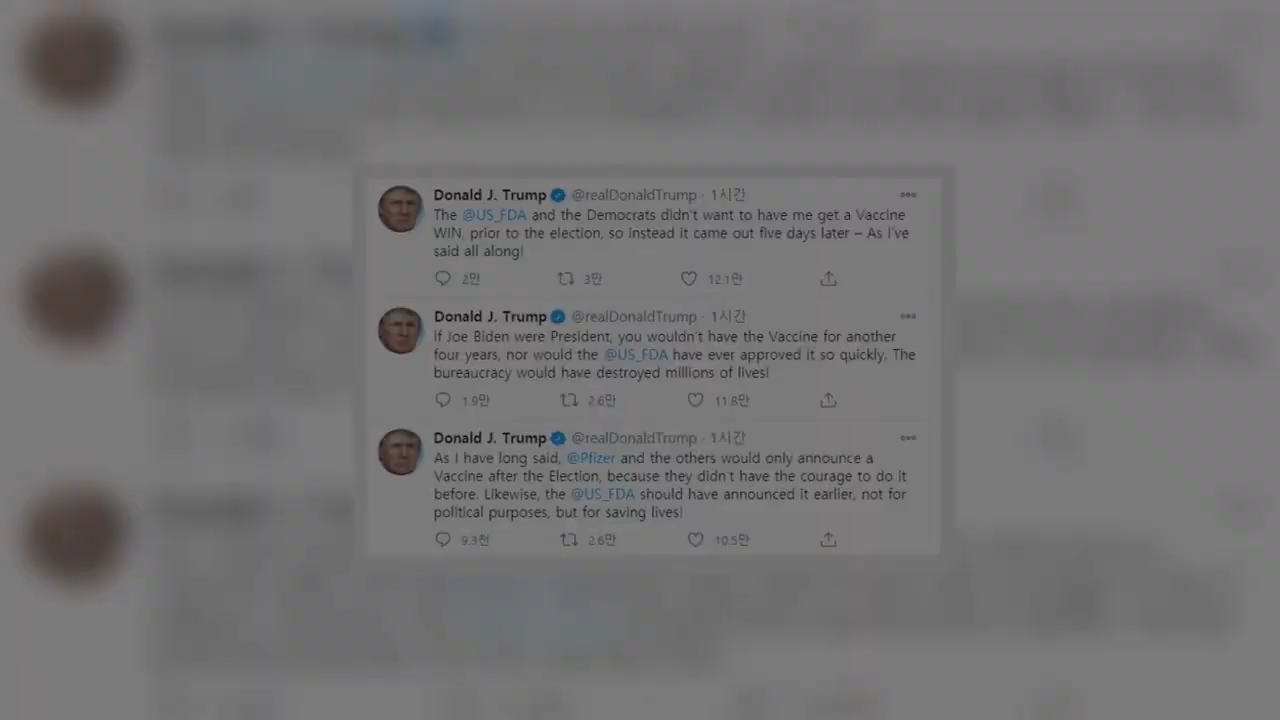 Donald J. Trump @realDonaldTrump · 1시간
The @US_FDA and the Democrats didn't want to have me get a Vaccine
WIN, prior to the election, so instead it came out five days later – As I've
said all along!
2만 3만 12.1만
Donald J. Trump @realDonaldTrump · 1시간
If Joe Biden were President, you wouldn't have the Vaccine for another
four years, nor would the @US_FDA have ever approved it so quickly. The
bureaucracy would have destroyed millions of lives!
1.9만 2.6만 11.8만
Donald J. Trump @realDonaldTrump · 1시간
As I have long said, @Pfizer and the others would only announce a
Vaccine after the Election, because they didn't have the courage to do it
before. Likewise, the @US_FDA should have announced it earlier, not for
political purposes, but for saving lives!
9.3천 2.6만 10.5만